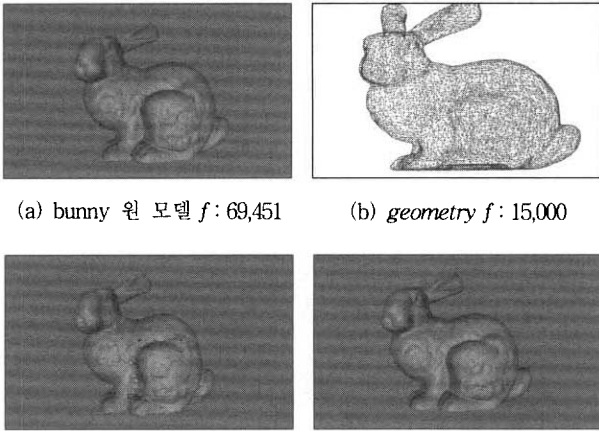 (a) bunny 원 모델 f : 69,451
(b) geometry f : 15,000